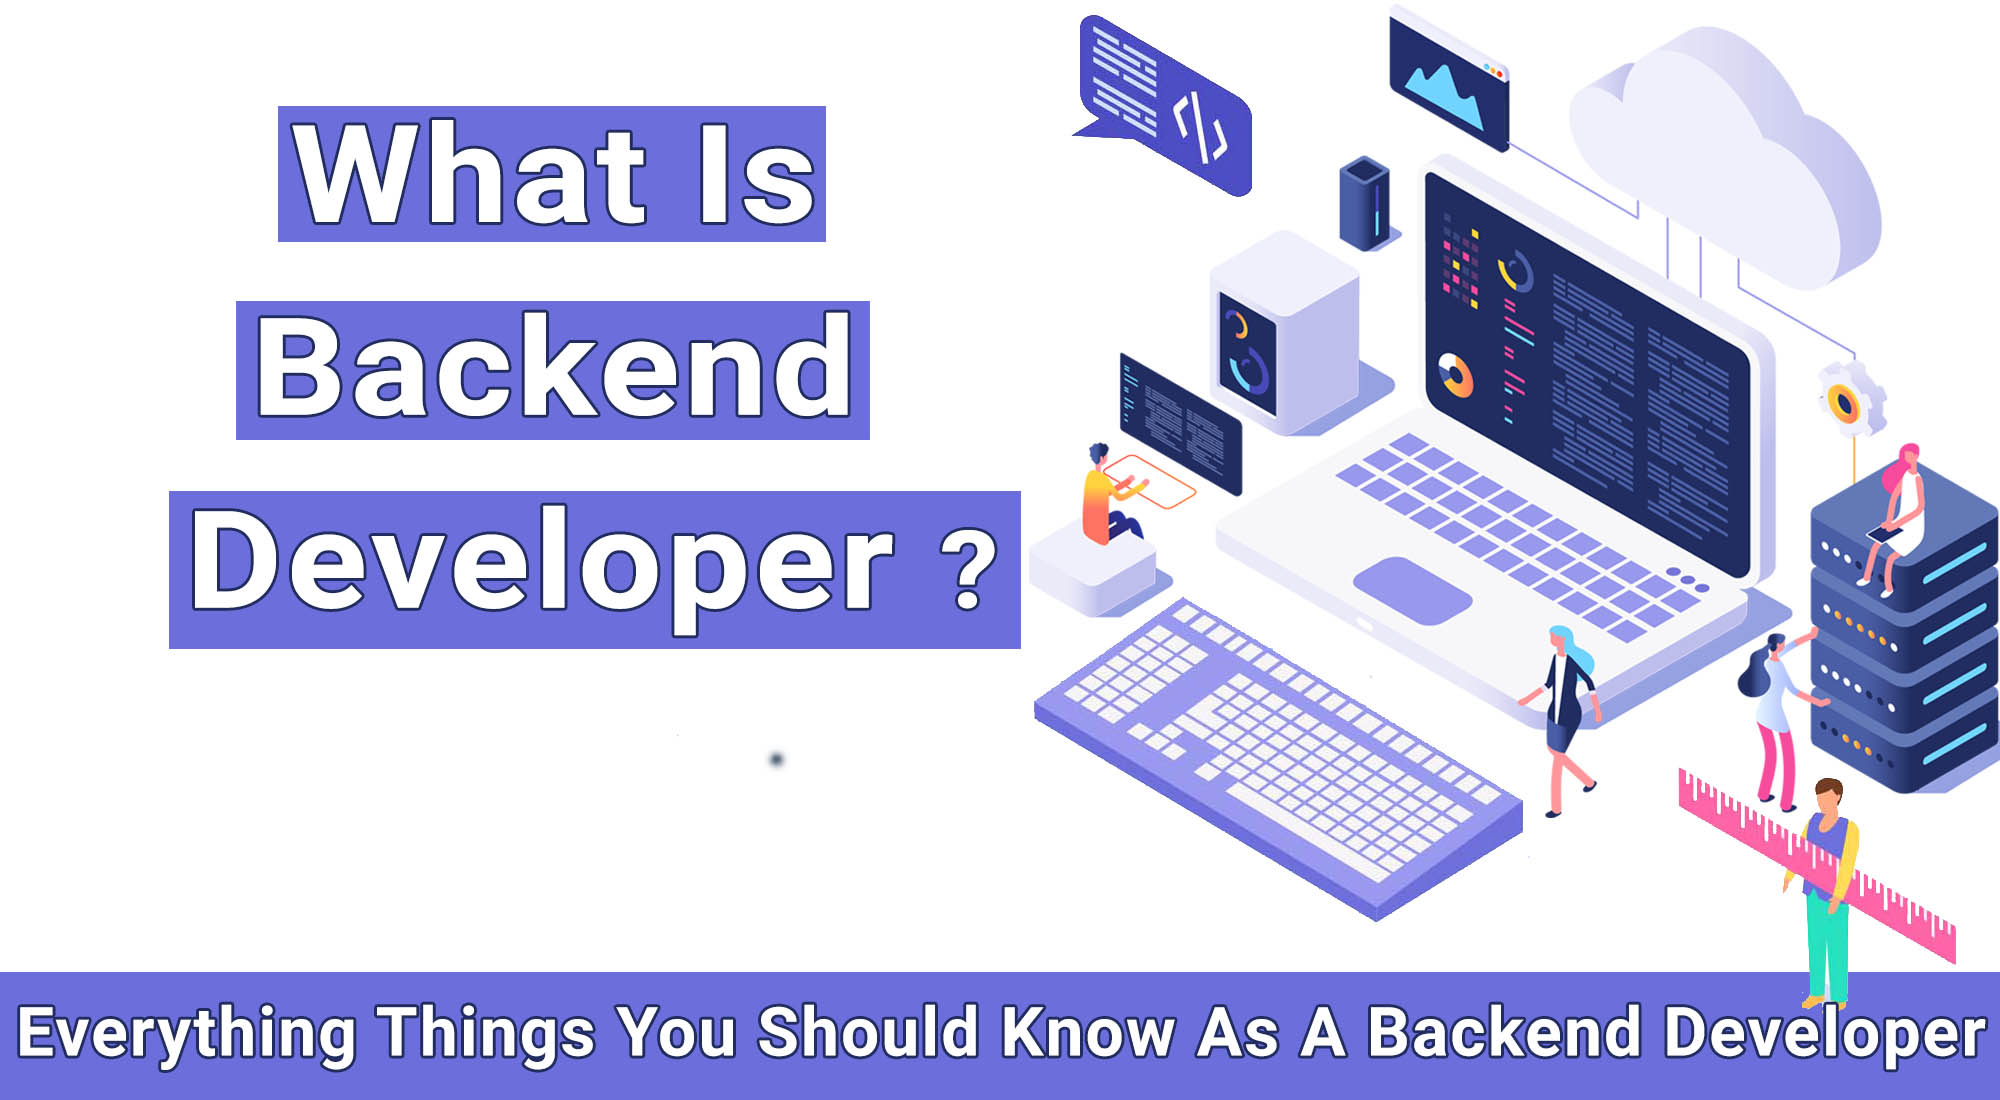 What Is
Backend
Developer ?
Everything Things You Should Know As A Backend Developer